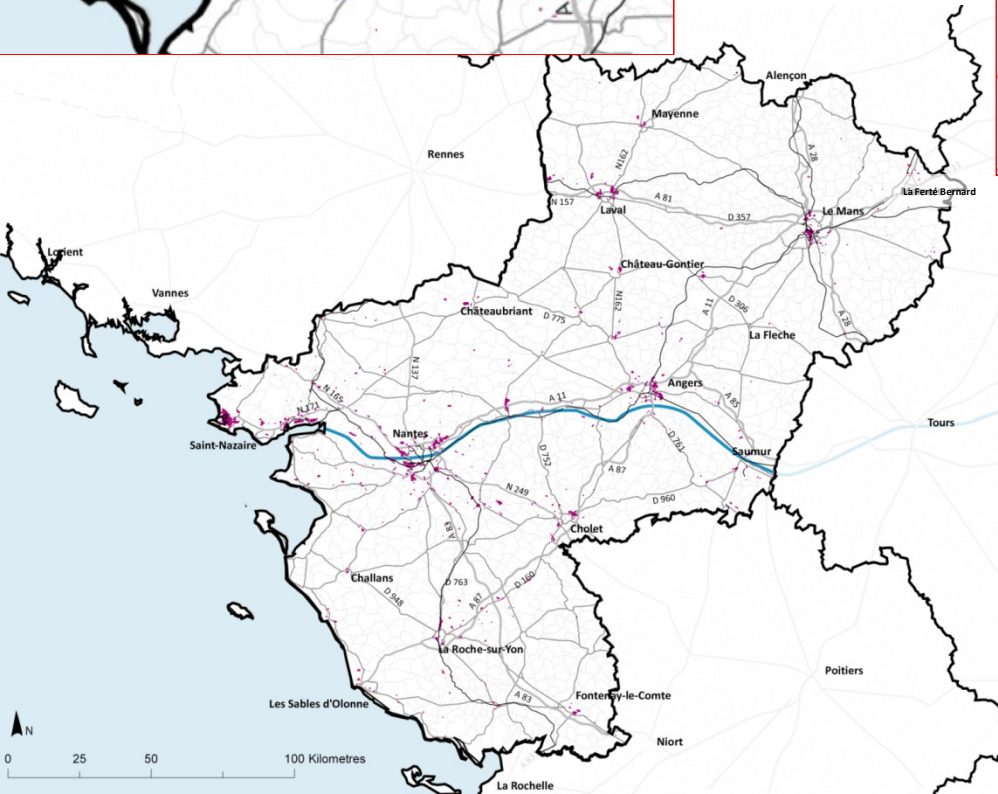 Alençon
Mayenne
Rennes
N162
A 28
La Ferté Bernard
N 157
Laval
A 81
D 357
Le Mans
Lorient
Château-Gontier
Vannes
N162
A 11
D 306
A 28
Châteaubriant
D 775
La Fleche
N 137
Angers
N 165
A 11
A 85
N 171
Tours
Saint-Nazaire
Nantes
D 752
D 761
Saumur
A 87
N 249
D 960
A 83
Cholet
Challans
D 763
D 160
D 948
A 87
La Roche-sur-Yon
Poitiers
Les Sables d'Olonne
A 83
Fontenay-le-Comte
N
Niort
0 25 50 100 Kilometres
La Rochelle